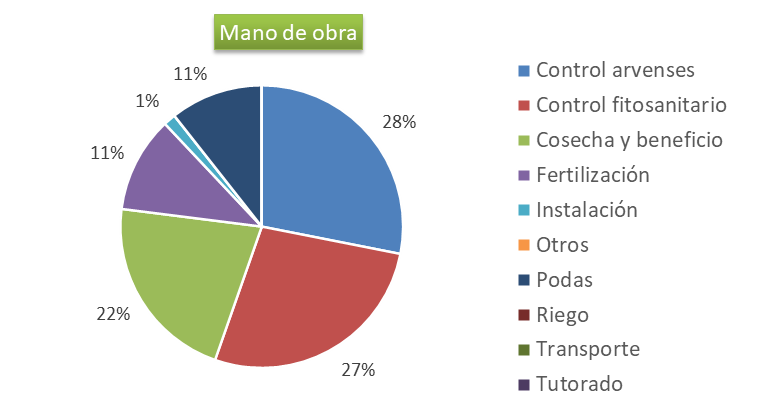 Mano de obra
11%
1%
28%
11%
22%
27%
Control arvenses
Control fitosanitario
Cosecha y beneficio
Fertilización
Instalación
Otros
Podas
Riego
Transporte
Tutorado